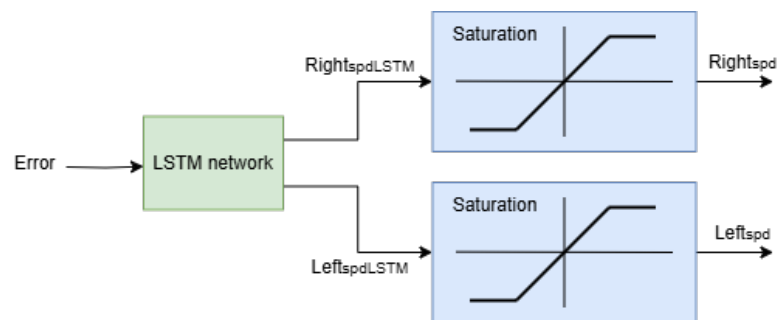 Saturation
RightspdLSTM
Rightspd
Error
LSTM network
Saturation
LeftspdLSTM
Leftspd